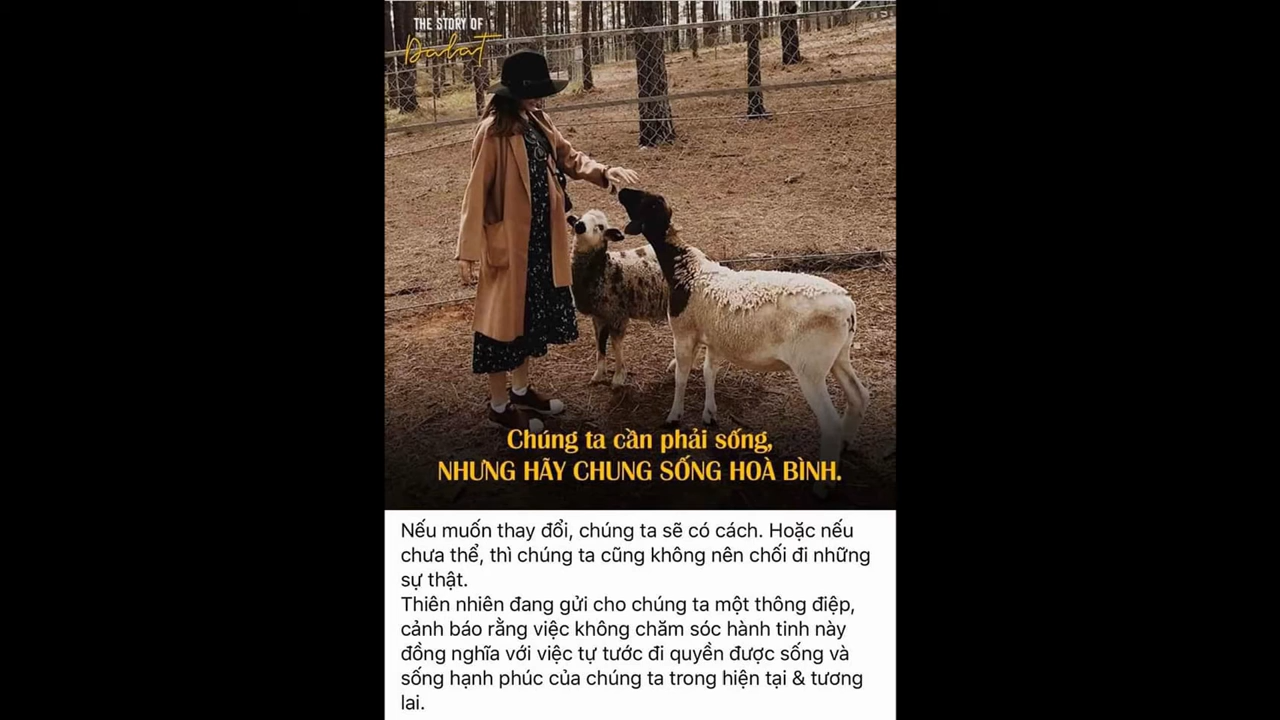 THE STORY OF
Dalat
Chúng ta cần phải sống,
NHƯNG HÃY CHUNG SỐNG HOÀ BÌNH.
Nếu muốn thay đổi, chúng ta sẽ có cách. Hoặc nếu
chưa thể, thì chúng ta cũng không nên chối đi những
sự thật.
Thiên nhiên đang gửi cho chúng ta một thông điệp,
cảnh báo rằng việc không chăm sóc hành tinh này
đồng nghĩa với việc tự tước đi quyền được sống và
sống hạnh phúc của chúng ta trong hiện tại & tương
lai.